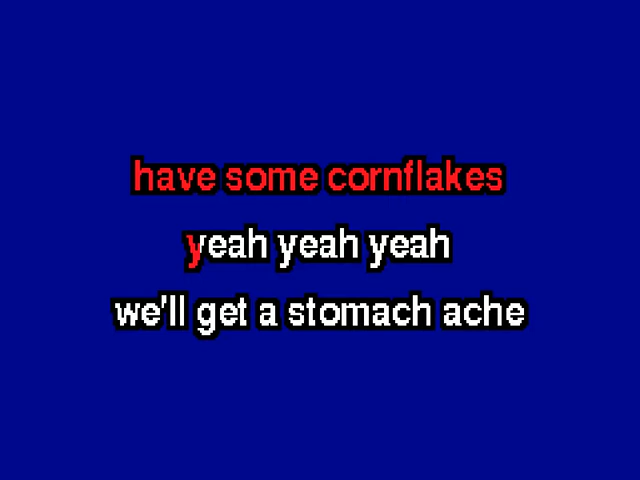 have some cornflakes
yeah yeah yeah
we'll get a stomach ache